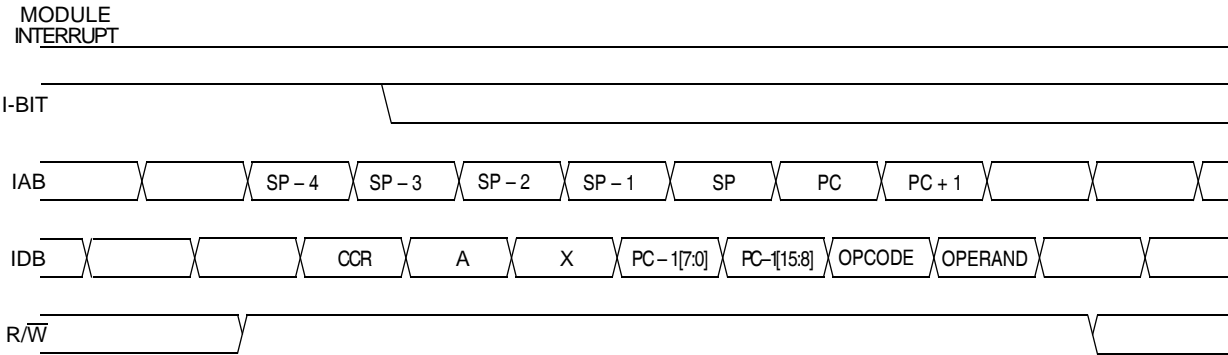 MODULE
INTERRUPT
I-BIT
IAB SP – 4 SP – 3 SP – 2 SP – 1 SP PC PC + 1
IDB CCR A X PC – 1[7:0] PC–1[15:8] OPCODE OPERAND
R/W̅